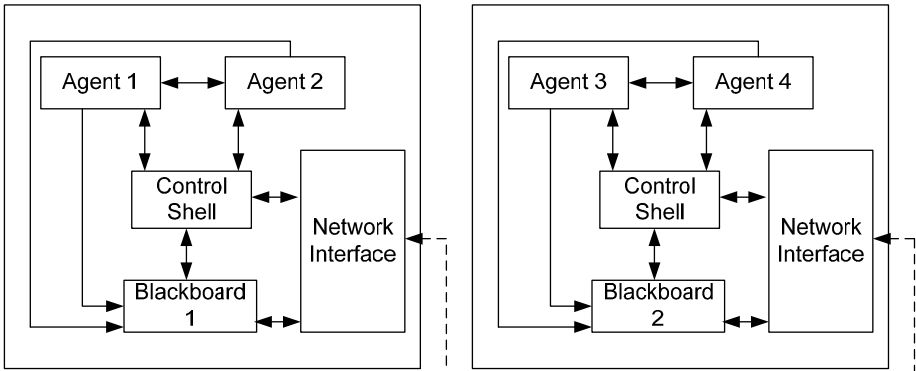 Agent 1
Agent 2
Control
Shell
Network
Interface
Blackboard
1
Agent 3
Agent 4
Control
Shell
Network
Interface
Blackboard
2